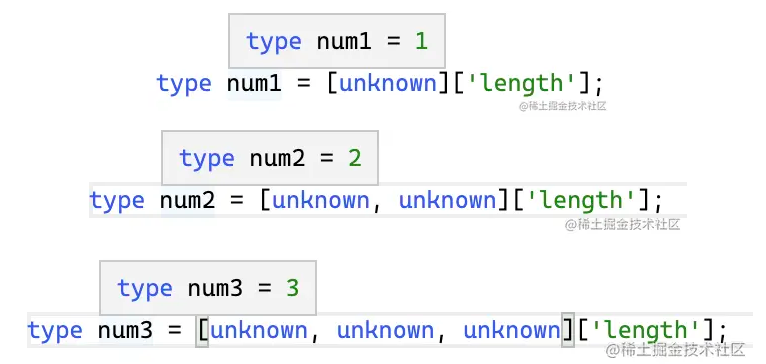 type num1 = 1
type num1 = [unknown]['length'];
@稀土掘金技术社区
type num2 = 2
type num2 = [unknown, unknown]['length'];
@稀土掘金技术社区
type num3 = 3
type num3 = [unknown, unknown, unknown]['length'];
@稀土掘金技术社区